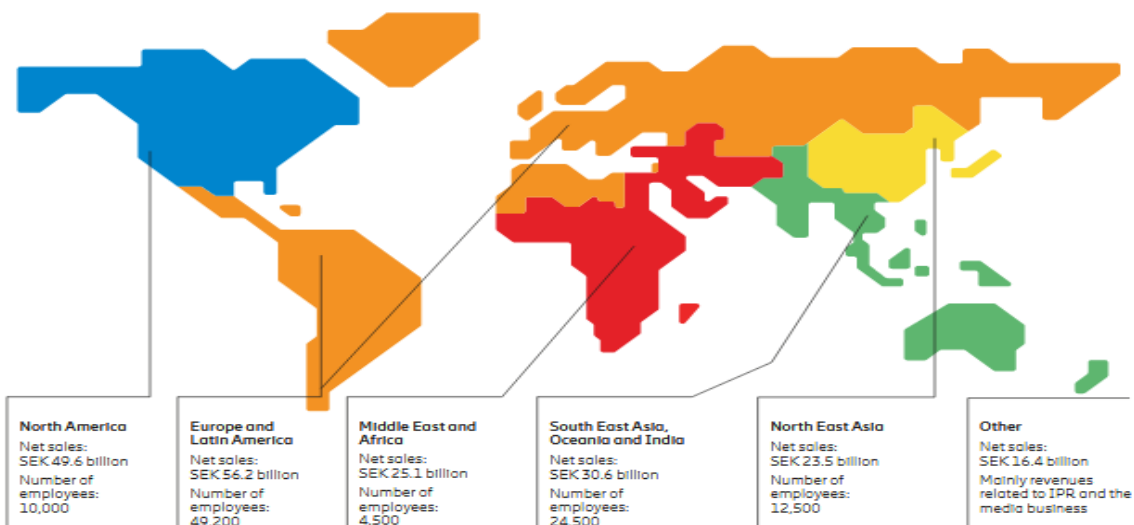 North America
Net sales:
SEK 49.6 billion
Number of
employees:
10,000
Europe and
Latin America
Net sales:
SEK 56.2 billion
Number of
employees:
49,200
Middle East and
Africa
Net sales:
SEK 25.1 billion
Number of
employees:
4,500
South East Asia,
Oceania and India
Net sales:
SEK 30.6 billion
Number of
employees:
24,500
North East Asia
Net sales:
SEK 23.5 billion
Number of
employees:
12,500
Other
Net sales:
SEK 16.4 billion
Mainly revenues
related to IPR and the
media business